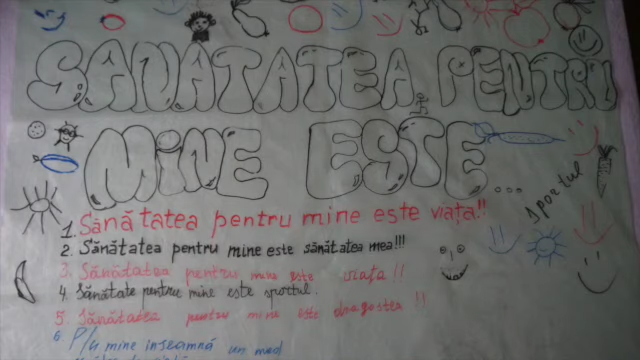 SANATATEA PENTRU
MINE ESTE...
sportul
1. Sănătatea pentru mine este viața!!
2. Sănătatea pentru mine este sănătatea mea!!!
3. Sănătatea pentru mine este viața!!
4. Sănătate pentru mine este sportul.
5. Sănătatea pentru mine este dragostea!!
6. P/u mine inseamnă un med